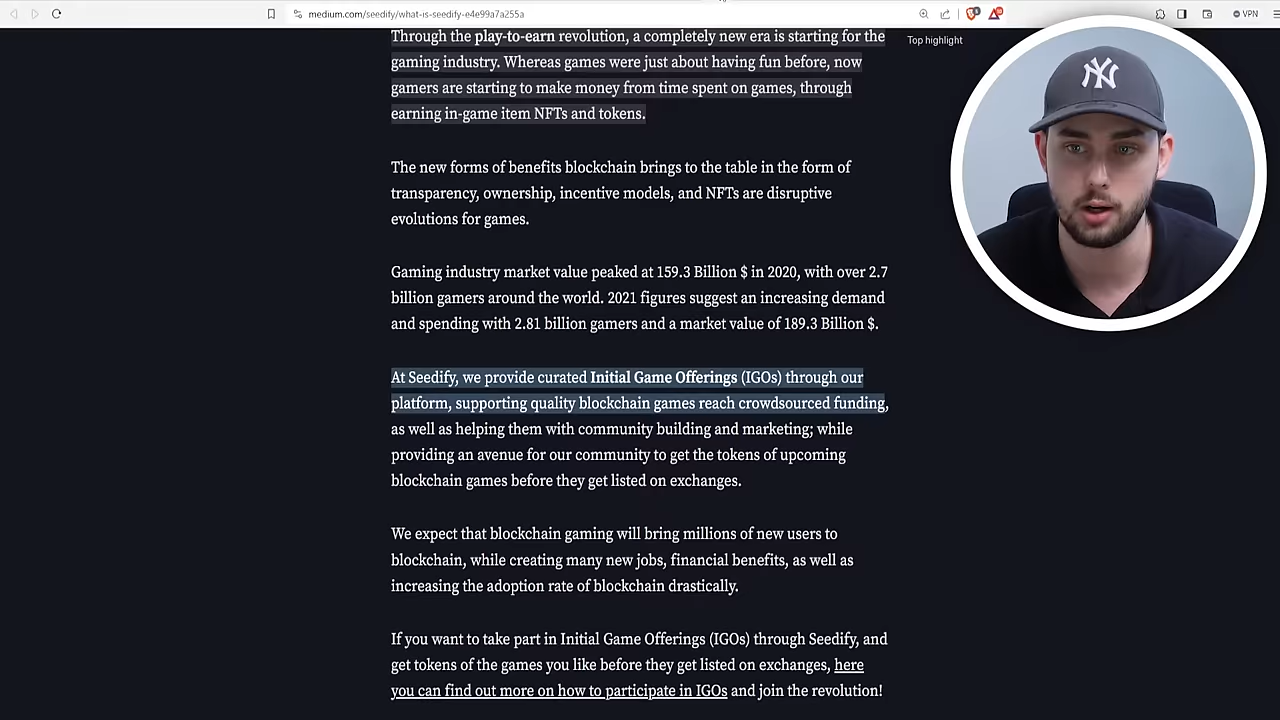 medium.com/seedify/what-is-seedify-e4e99a7a255a
VPN
Through the play-to-earn revolution, a completely new era is starting for the
Top highlight
gaming industry. Whereas games were just about having fun before, now
gamers are starting to make money from time spent on games, through
earning in-game item NFTs and tokens.
The new forms of benefits blockchain brings to the table in the form of
transparency, ownership, incentive models, and NFTs are disruptive
evolutions for games.
Gaming industry market value peaked at 159.3 Billion $ in 2020, with over 2.7
billion gamers around the world. 2021 figures suggest an increasing demand
and spending with 2.81 billion gamers and a market value of 189.3 Billion $.
At Seedify, we provide curated Initial Game Offerings (IGOs) through our
platform, supporting quality blockchain games reach crowdsourced funding,
as well as helping them with community building and marketing; while
providing an avenue for our community to get the tokens of upcoming
blockchain games before they get listed on exchanges.
We expect that blockchain gaming will bring millions of new users to
blockchain, while creating many new jobs, financial benefits, as well as
increasing the adoption rate of blockchain drastically.
If you want to take part in Initial Game Offerings (IGOs) through Seedify, and
get tokens of the games you like before they get listed on exchanges, here
you can find out more on how to participate in IGOs and join the revolution!
NY